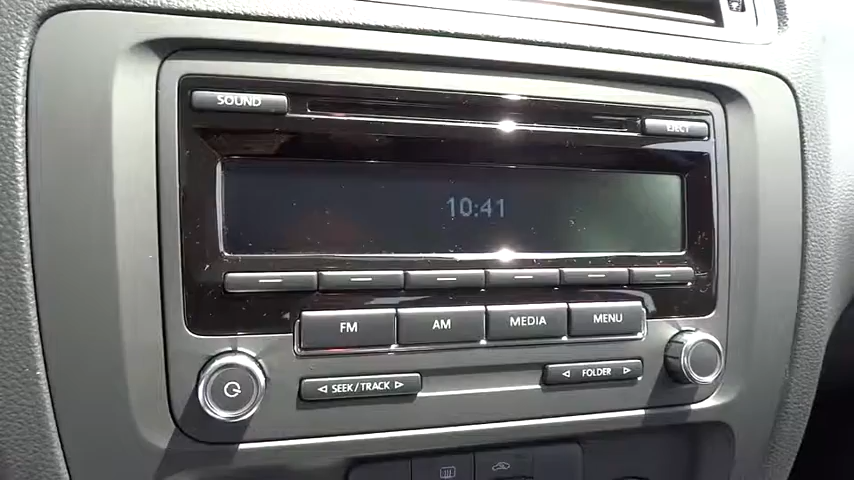 SOUND
EJECT
10:41
FM AM MEDIA MENU
SEEK/TRACK
FOLDER